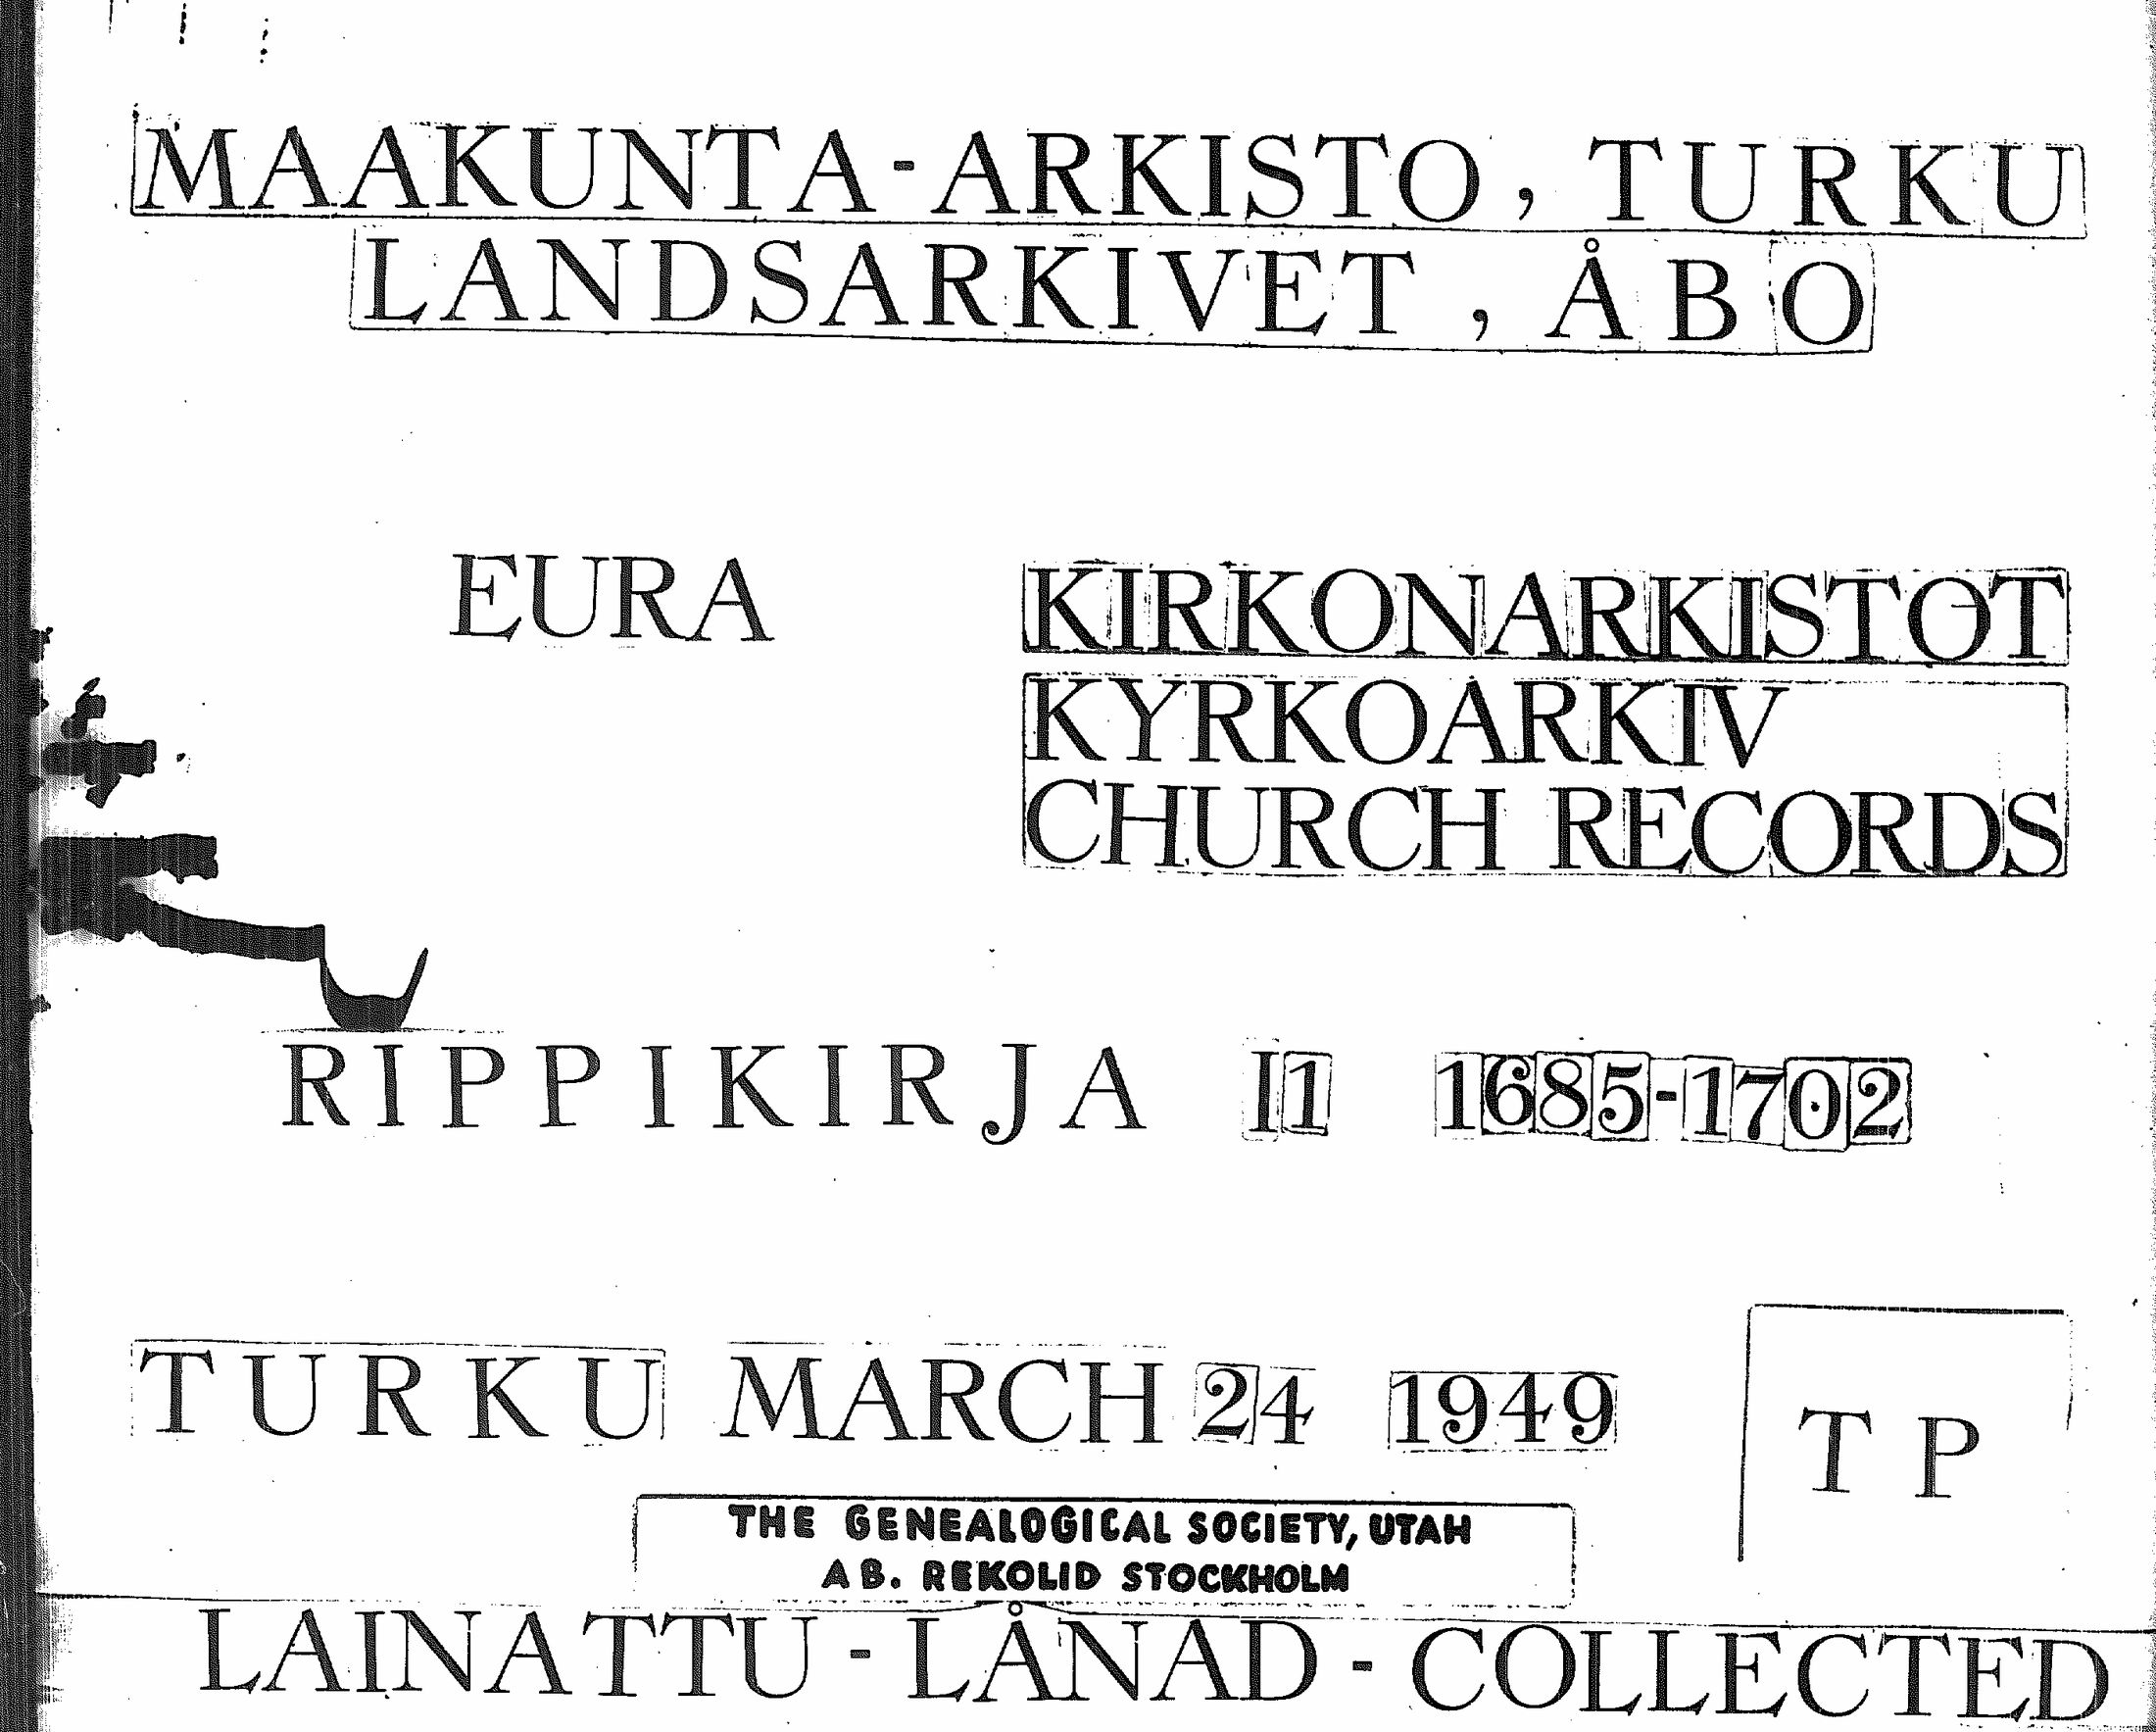 MAAKUNTA-ARKISTO, TURKU
LANDSARKIVET, ÅBO
EURA KIRKONARKISTOT
KYRKOARKIV
CHURCH RECORDS
RIPPIKIRJA I1 1685-1702
TURKU MARCH 24 1949
T P
THE GENEALOGICAL SOCIETY, UTAH
AB. REKOLID STOCKHOLM
LAINATTU - LÅNAD - COLLECTED